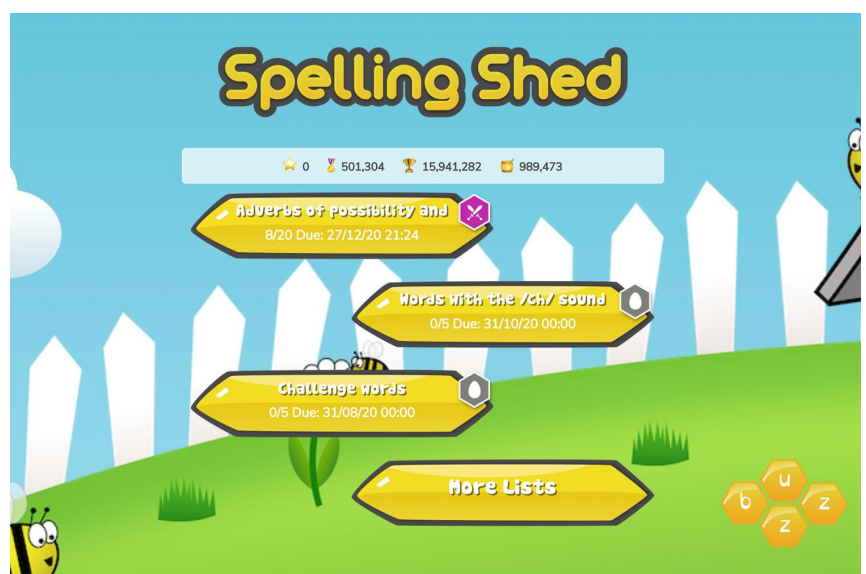 Spelling Shed
0 501,304 15,941,282 989,473
Adverbs of possibility and
8/20 Due: 27/12/20 21:24
Words with the /ch/ sound
0/5 Due: 31/10/20 00:00
Challenge words
0/5 Due: 31/08/20 00:00
More Lists
u
b z
z